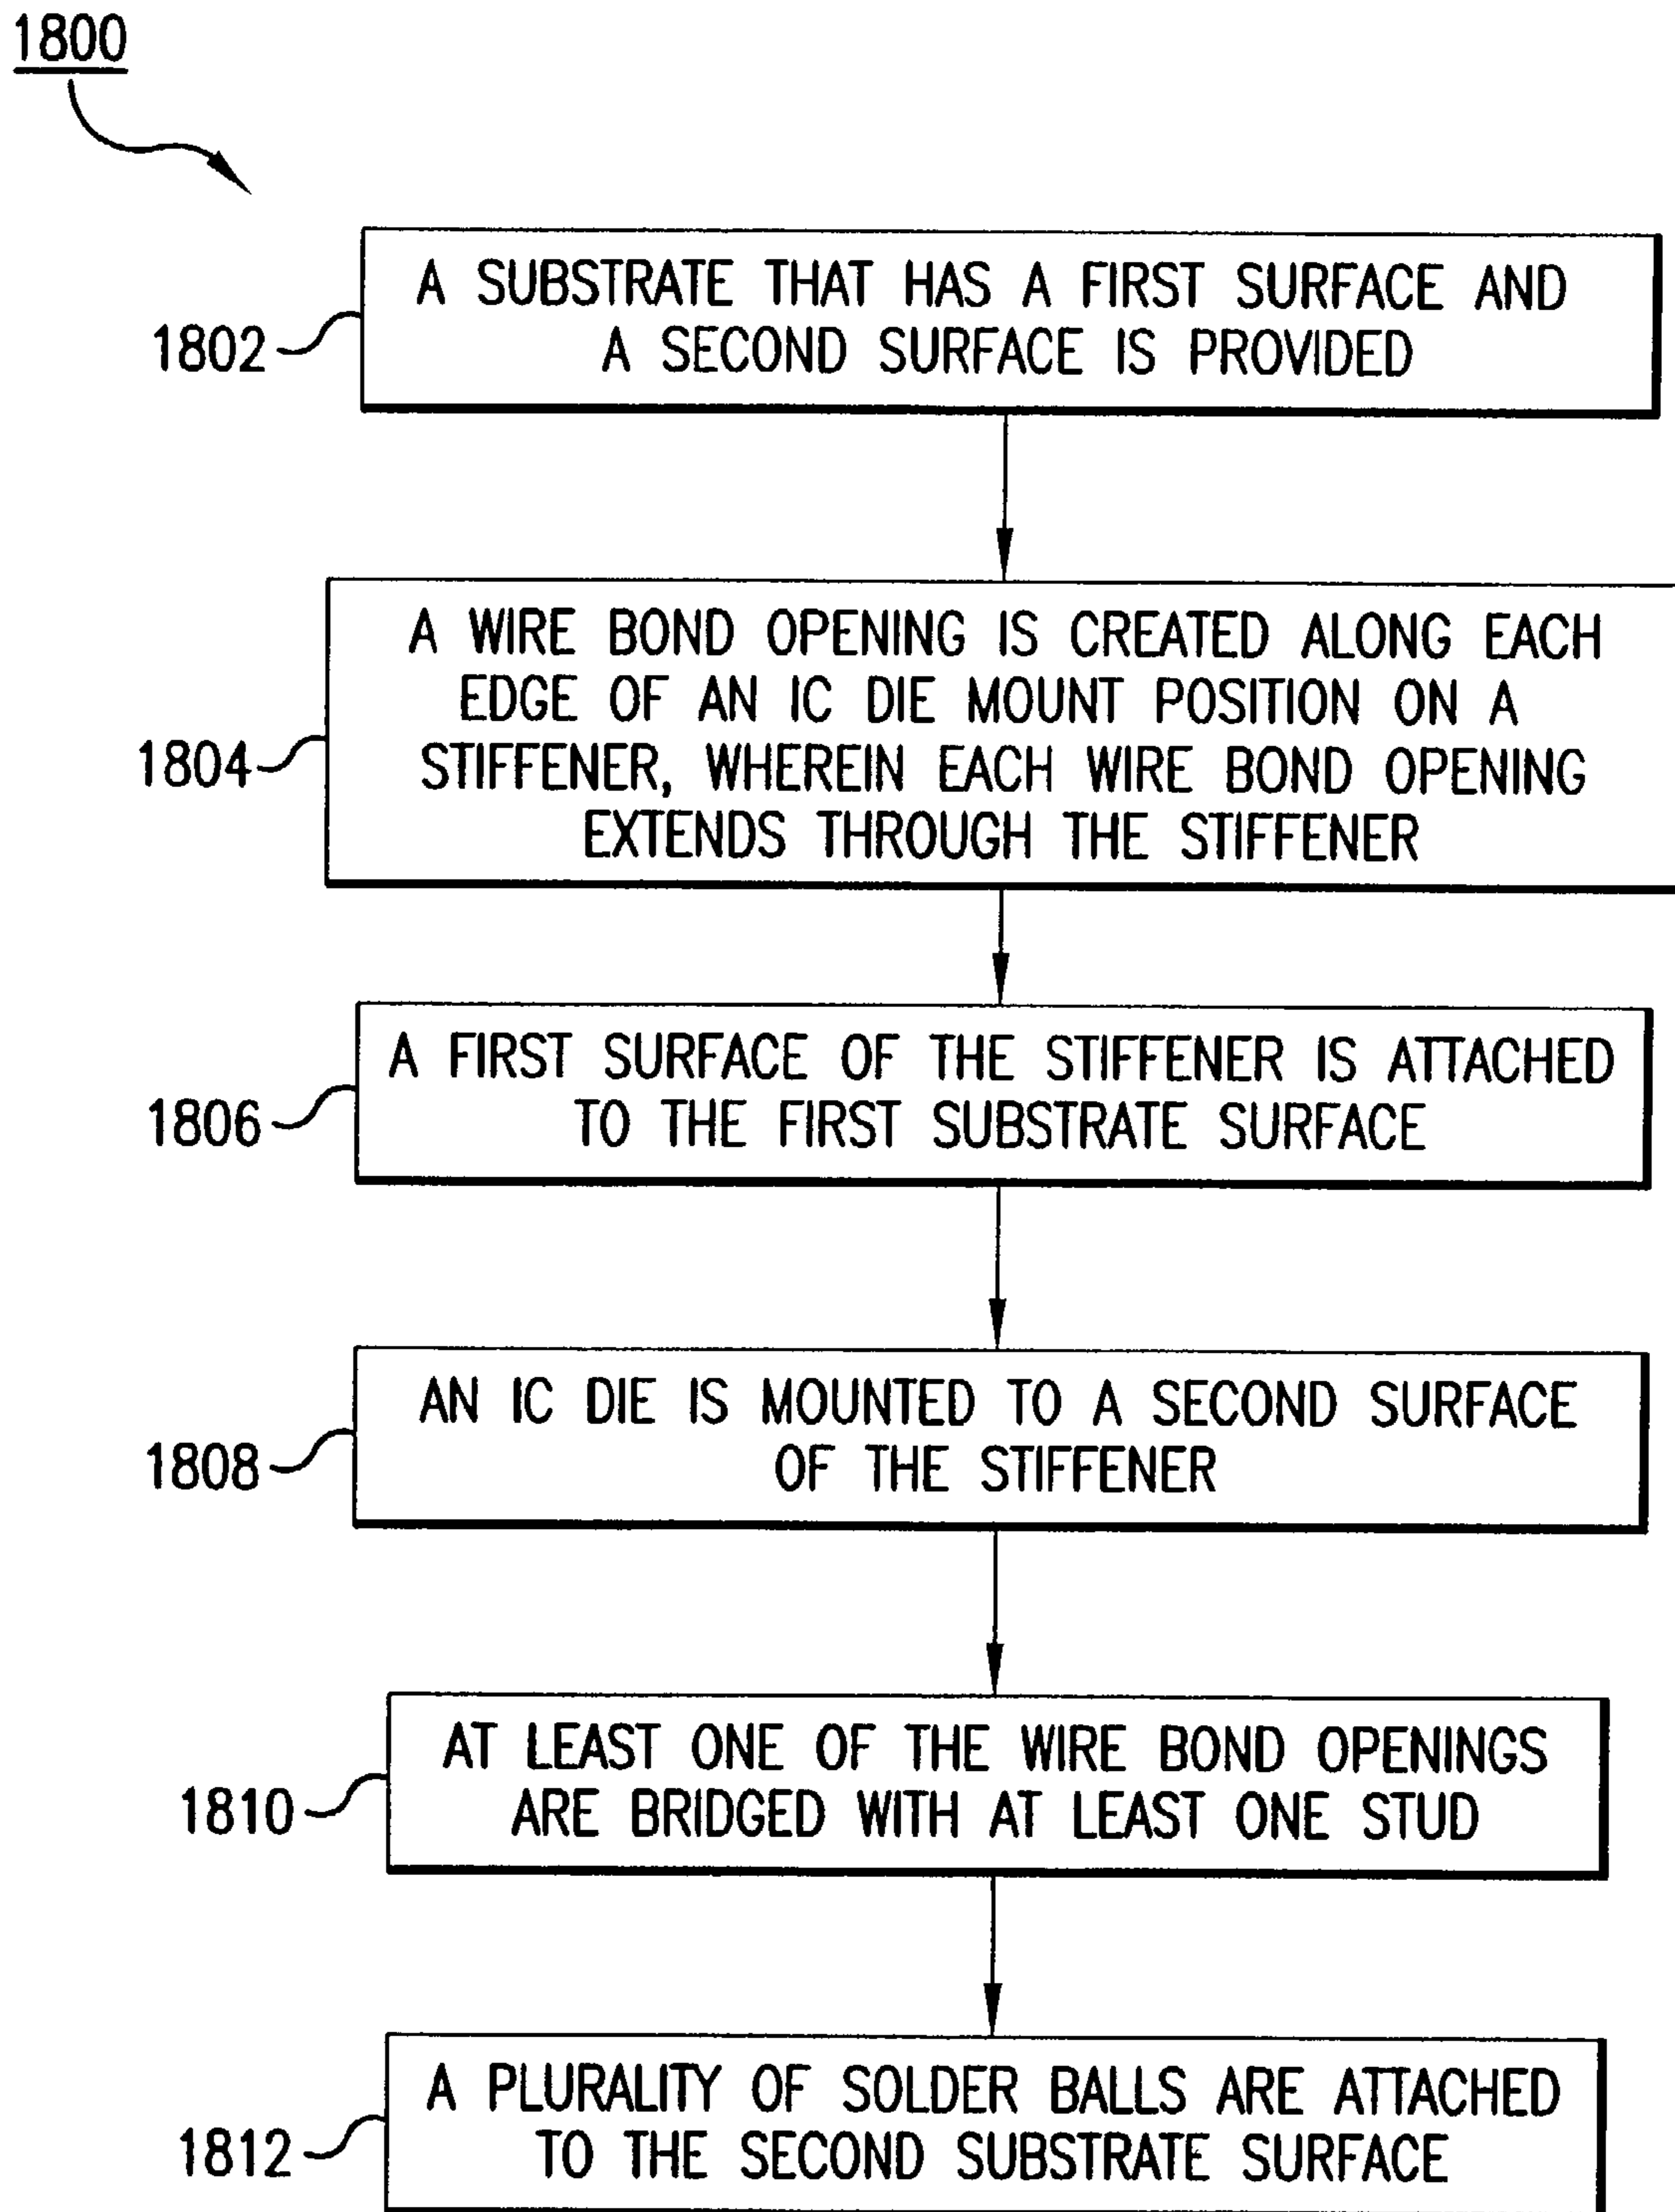 1800
A SUBSTRATE THAT HAS A FIRST SURFACE AND
A SECOND SURFACE IS PROVIDED
1802
A WIRE BOND OPENING IS CREATED ALONG EACH
EDGE OF AN IC DIE MOUNT POSITION ON A
STIFFENER, WHEREIN EACH WIRE BOND OPENING
EXTENDS THROUGH THE STIFFENER
1804
A FIRST SURFACE OF THE STIFFENER IS ATTACHED
TO THE FIRST SUBSTRATE SURFACE
1806
AN IC DIE IS MOUNTED TO A SECOND SURFACE
OF THE STIFFENER
1808
AT LEAST ONE OF THE WIRE BOND OPENINGS
ARE BRIDGED WITH AT LEAST ONE STUD
1810
A PLURALITY OF SOLDER BALLS ARE ATTACHED
TO THE SECOND SUBSTRATE SURFACE
1812